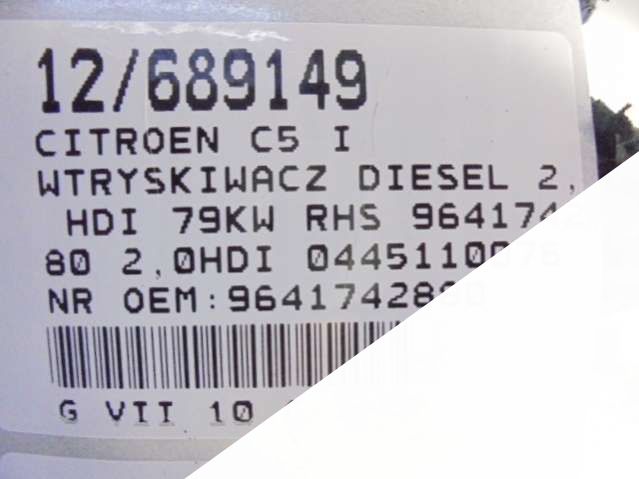 12/689149
CITROEN C5 I
WTRYSKIWACZ DIESEL 2,
HDI 79KW RHS
80 2,0HDI
NR OEM:
G VII 10